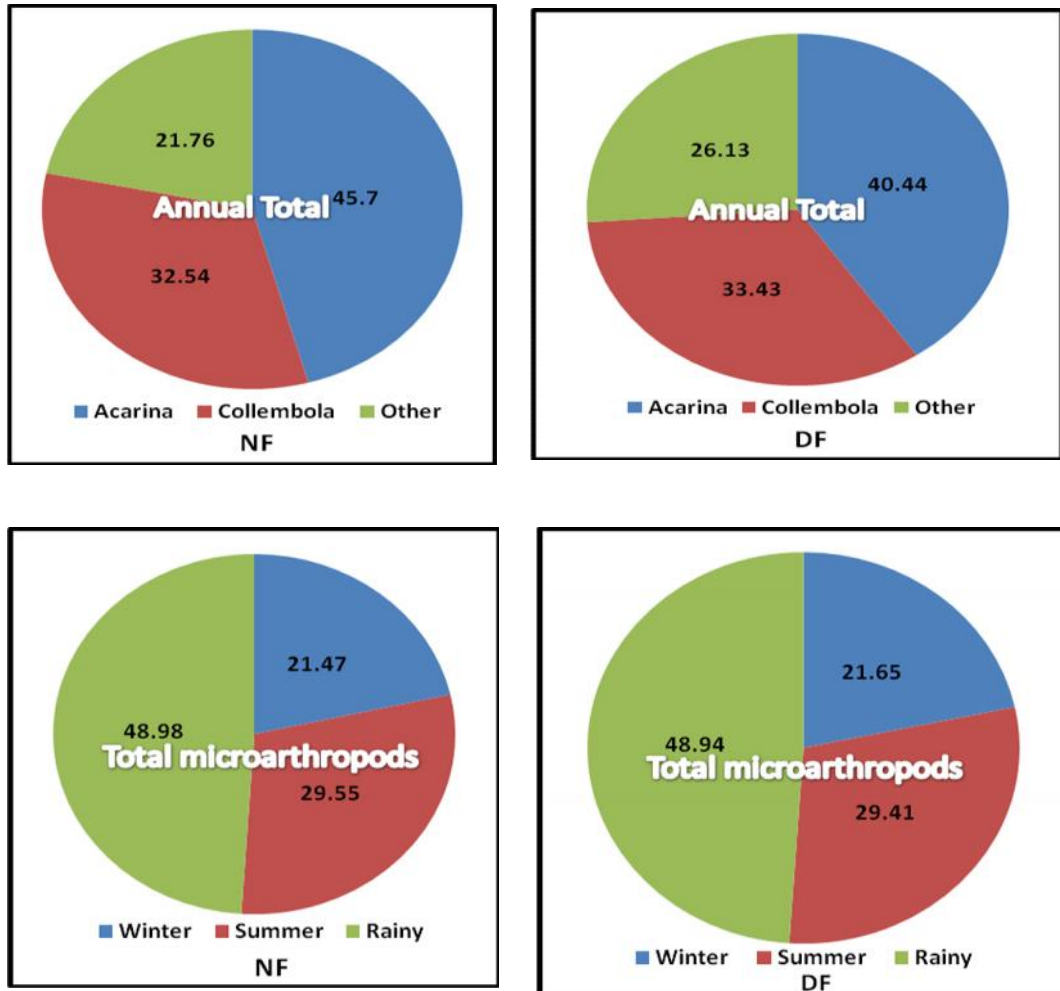 21.76
Annual Total 45.7
32.54
Acarina Collembola Other
NF
26.13
40.44
Annual Total
33.43
Acarina Collembola Other
DF
21.47
48.98
Total microarthropods
29.55
Winter Summer Rainy
NF
21.65
48.94
Total microarthropods
29.41
Winter Summer Rainy
DF